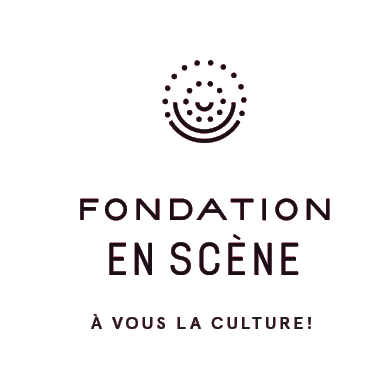 FONDATION
EN SCÈNE
À VOUS LA CULTURE!